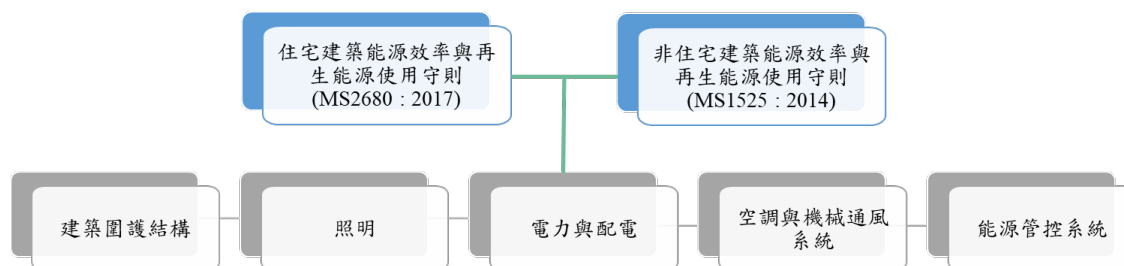 住宅建築能源效率與再
生能源使用守則
(MS2680：2017)
非住宅建築能源效率與
再生能源使用守則
(MS1525：2014)
建築圍護結構
照明
電力與配電
空調與機械通風
系統
能源管控系統